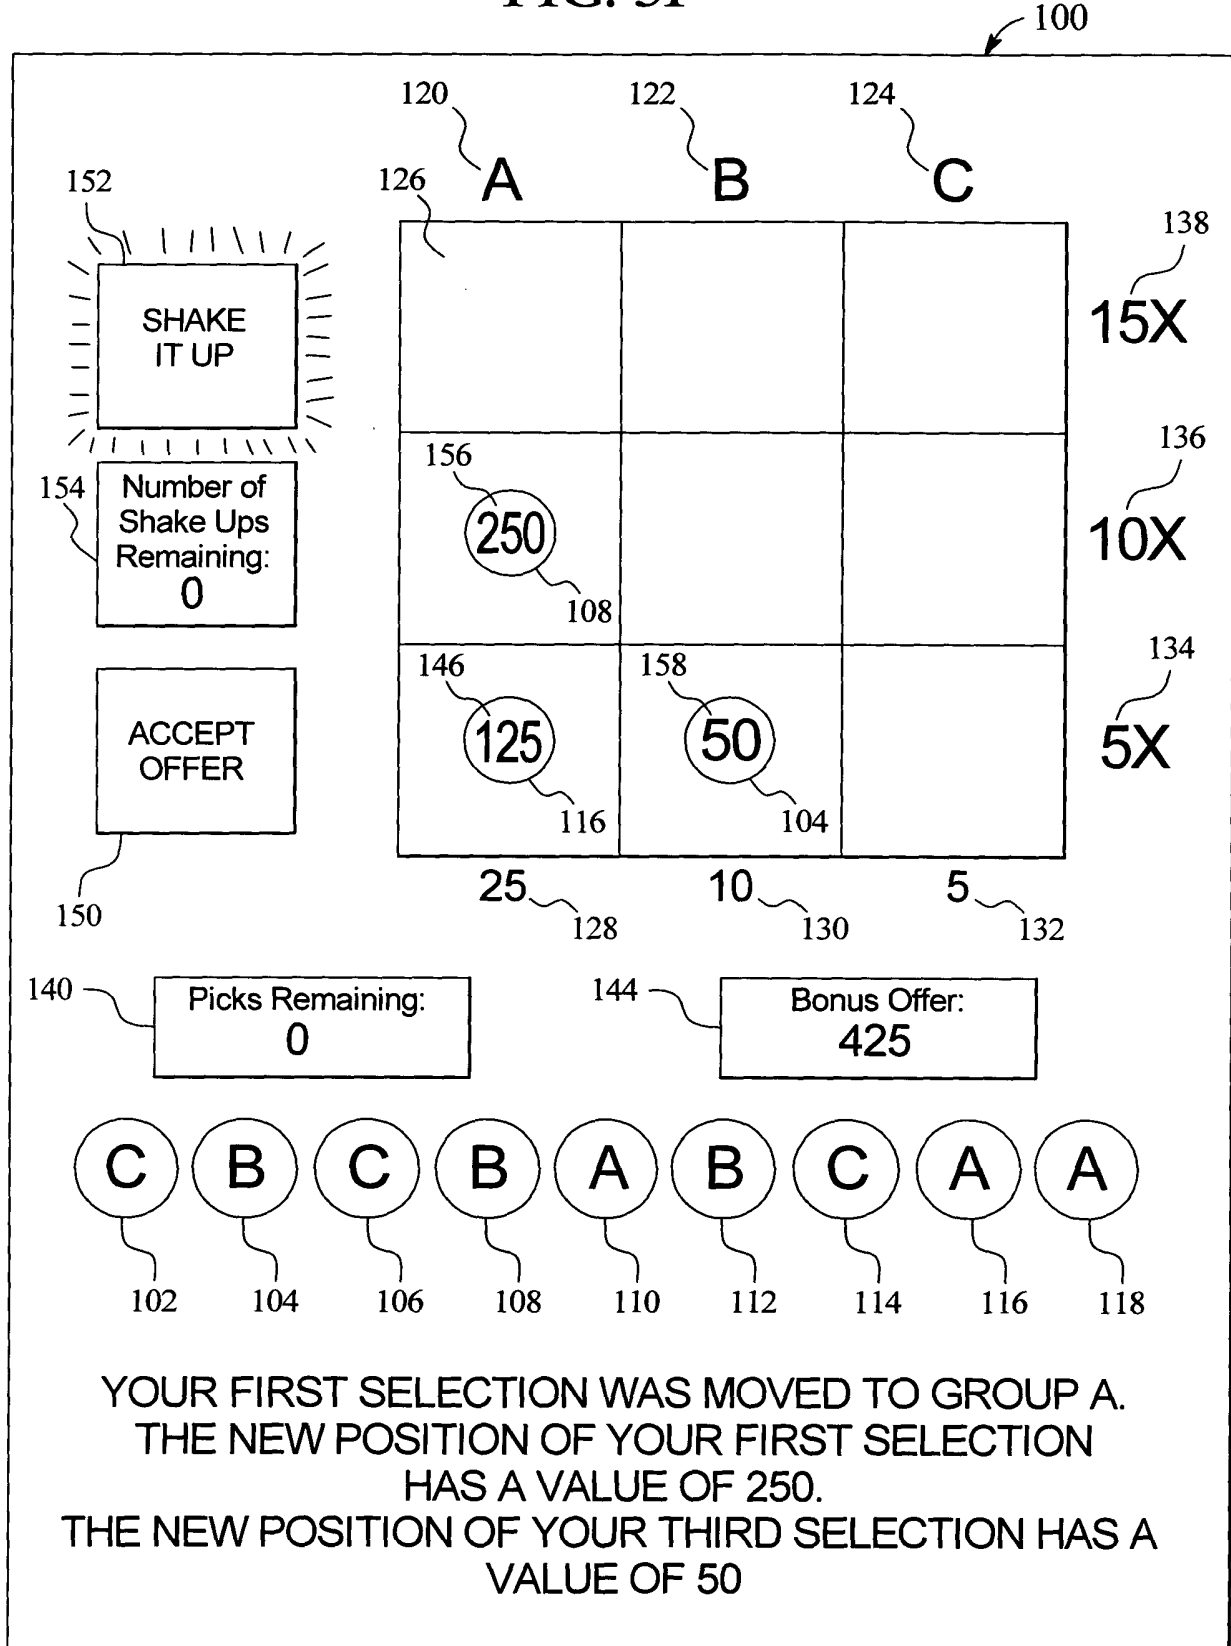 100
120
122
124
A
B
C
152
126
138
SHAKE
IT UP
15X
156
136
154
Number of
Shake Ups
Remaining:
0
250
10X
108
146
158
134
ACCEPT
OFFER
125
50
5X
116
104
25
10
5
150
128
130
132
140
Picks Remaining:
0
144
Bonus Offer:
425
C B C B A B C A A
102 104 106 108 110 112 114 116 118
YOUR FIRST SELECTION WAS MOVED TO GROUP A.
THE NEW POSITION OF YOUR FIRST SELECTION
HAS A VALUE OF 250.
THE NEW POSITION OF YOUR THIRD SELECTION HAS A
VALUE OF 50